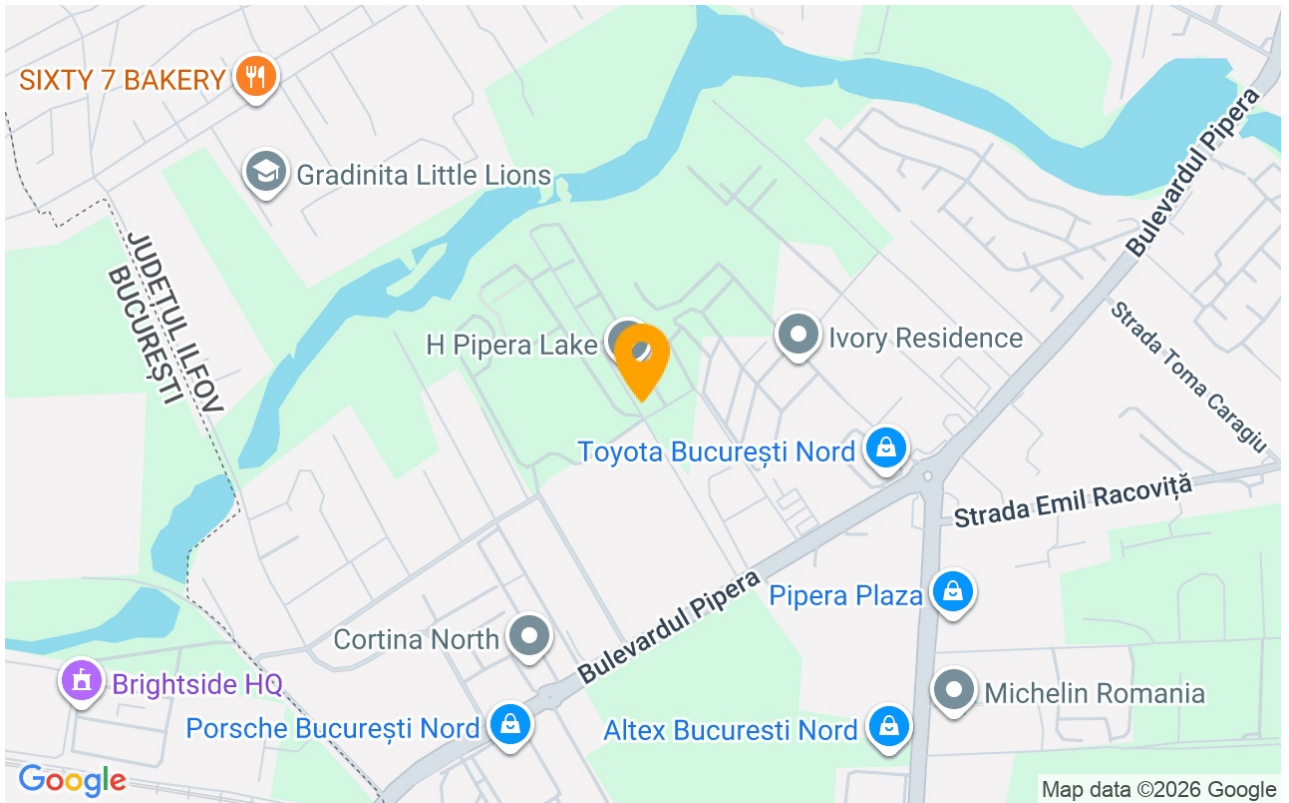 SIXTY 7 BAKERY
Gradinita Little Lions
Bulevardul Pipera
JUDEȚUL ILFOV
BUCUREȘTI
H Pipera Lake
Ivory Residence
Strada Toma Caragiu
Toyota București Nord
Strada Emil Racoviță
Pipera Plaza
Bulevardul Pipera
Cortina North
Brightside HQ
Michelin Romania
Porsche București Nord
Altex Bucuresti Nord
Google
Map data ©2026 Google